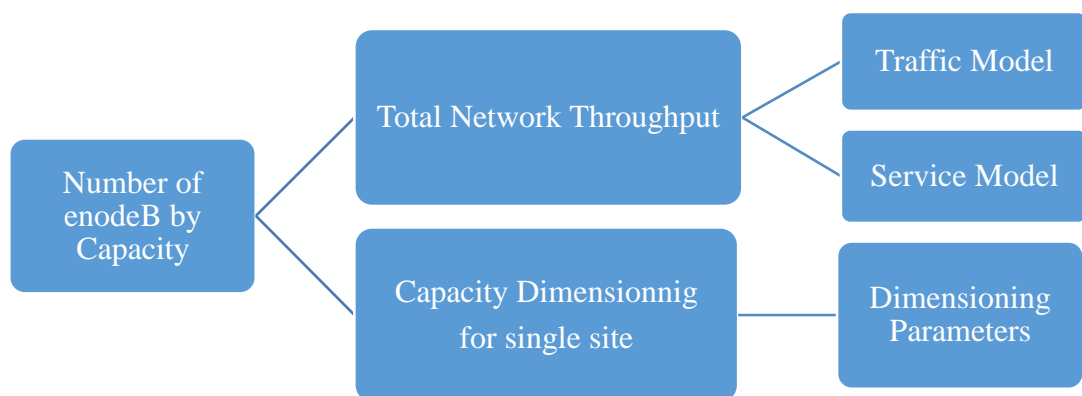 Number of
enodeB by
Capacity
Total Network Throughput
Traffic Model
Service Model
Capacity Dimensionnig
for single site
Dimensioning
Parameters